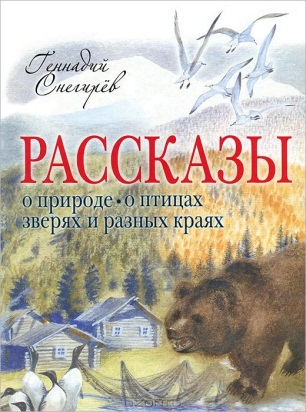 Геннадий
Снегирёв
РАССКАЗЫ
о природе • о птицах
зверях и разных краях